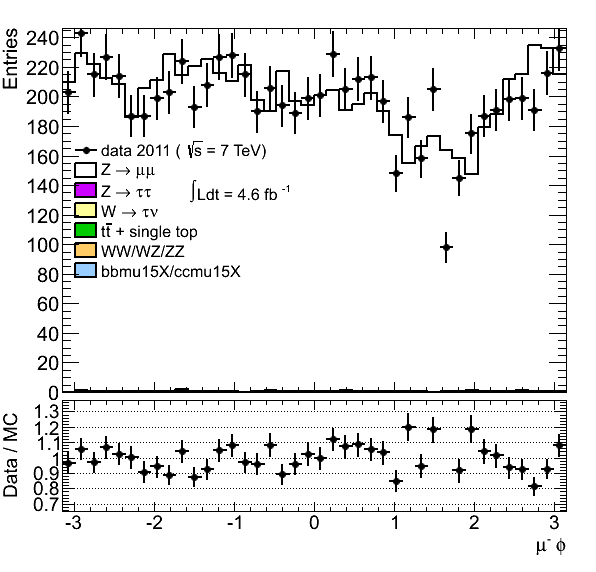 Entries
240
220
200
180
160
140
120
100
80
60
40
20
0
data 2011 ( √s = 7 TeV)
Z → μμ
Z → ττ
∫Ldt = 4.6 fb⁻¹
W → τν
tt̄ + single top
WW/WZ/ZZ
bbmu15X/ccmu15X
Data / MC
1.3
1.2
1.1
1
0.9
0.8
0.7
-3 -2 -1 0 1 2 3
μ⁻ ϕ